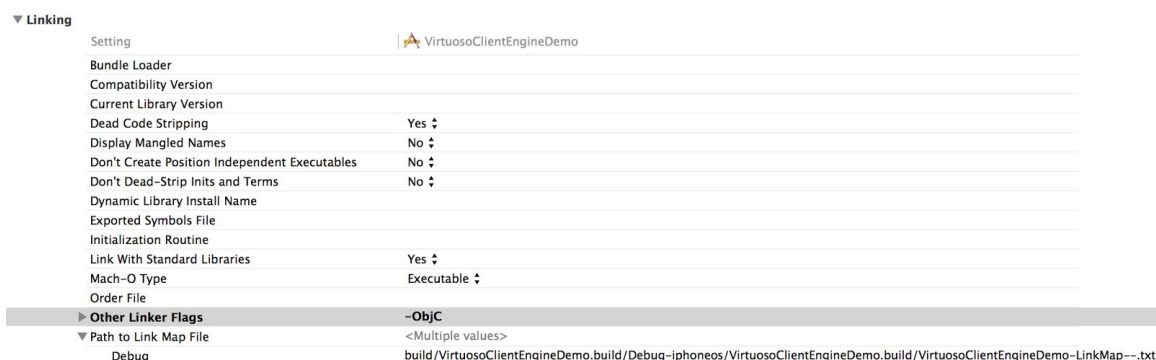 Linking
Setting VirtuosoClientEngineDemo
Bundle Loader
Compatibility Version
Current Library Version
Dead Code Stripping Yes
Display Mangled Names No
Don't Create Position Independent Executables No
Don't Dead-Strip Inits and Terms No
Dynamic Library Install Name
Exported Symbols File
Initialization Routine
Link With Standard Libraries Yes
Mach-O Type Executable
Order File
Other Linker Flags -ObjC
Path to Link Map File <Multiple values>
Debug build/VirtuosoClientEngineDemo.build/Debug-iphoneos/VirtuosoClientEngineDemo.build/VirtuosoClientEngineDemo-LinkMap--.txt